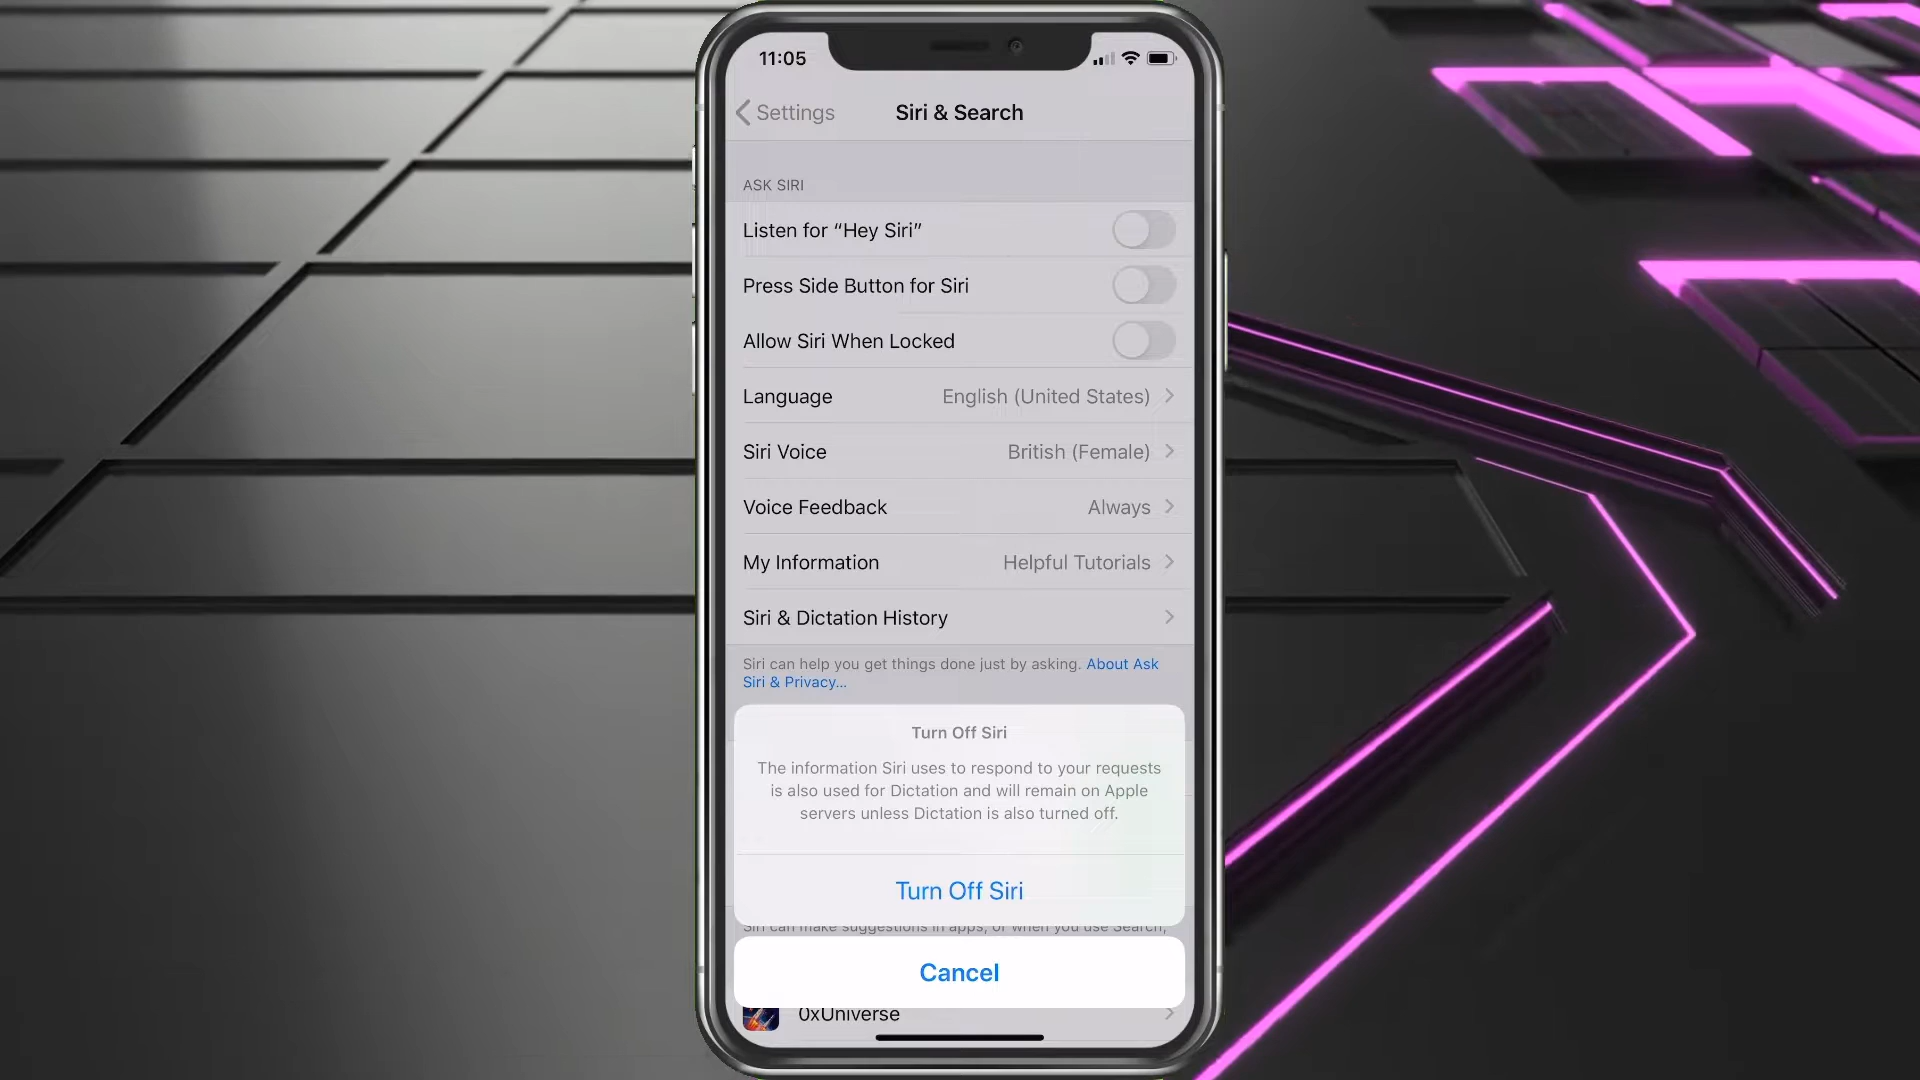 11:05
Settings
Siri & Search
ASK SIRI
Listen for “Hey Siri”
Press Side Button for Siri
Allow Siri When Locked
Language English (United States)
Siri Voice British (Female)
Voice Feedback Always
My Information Helpful Tutorials
Siri & Dictation History
Siri can help you get things done just by asking. About Ask
Siri & Privacy...
Turn Off Siri
The information Siri uses to respond to your requests
is also used for Dictation and will remain on Apple
servers unless Dictation is also turned off.
Turn Off Siri
Siri can make suggestions in apps, or when you use Search,
Cancel
0xUniverse